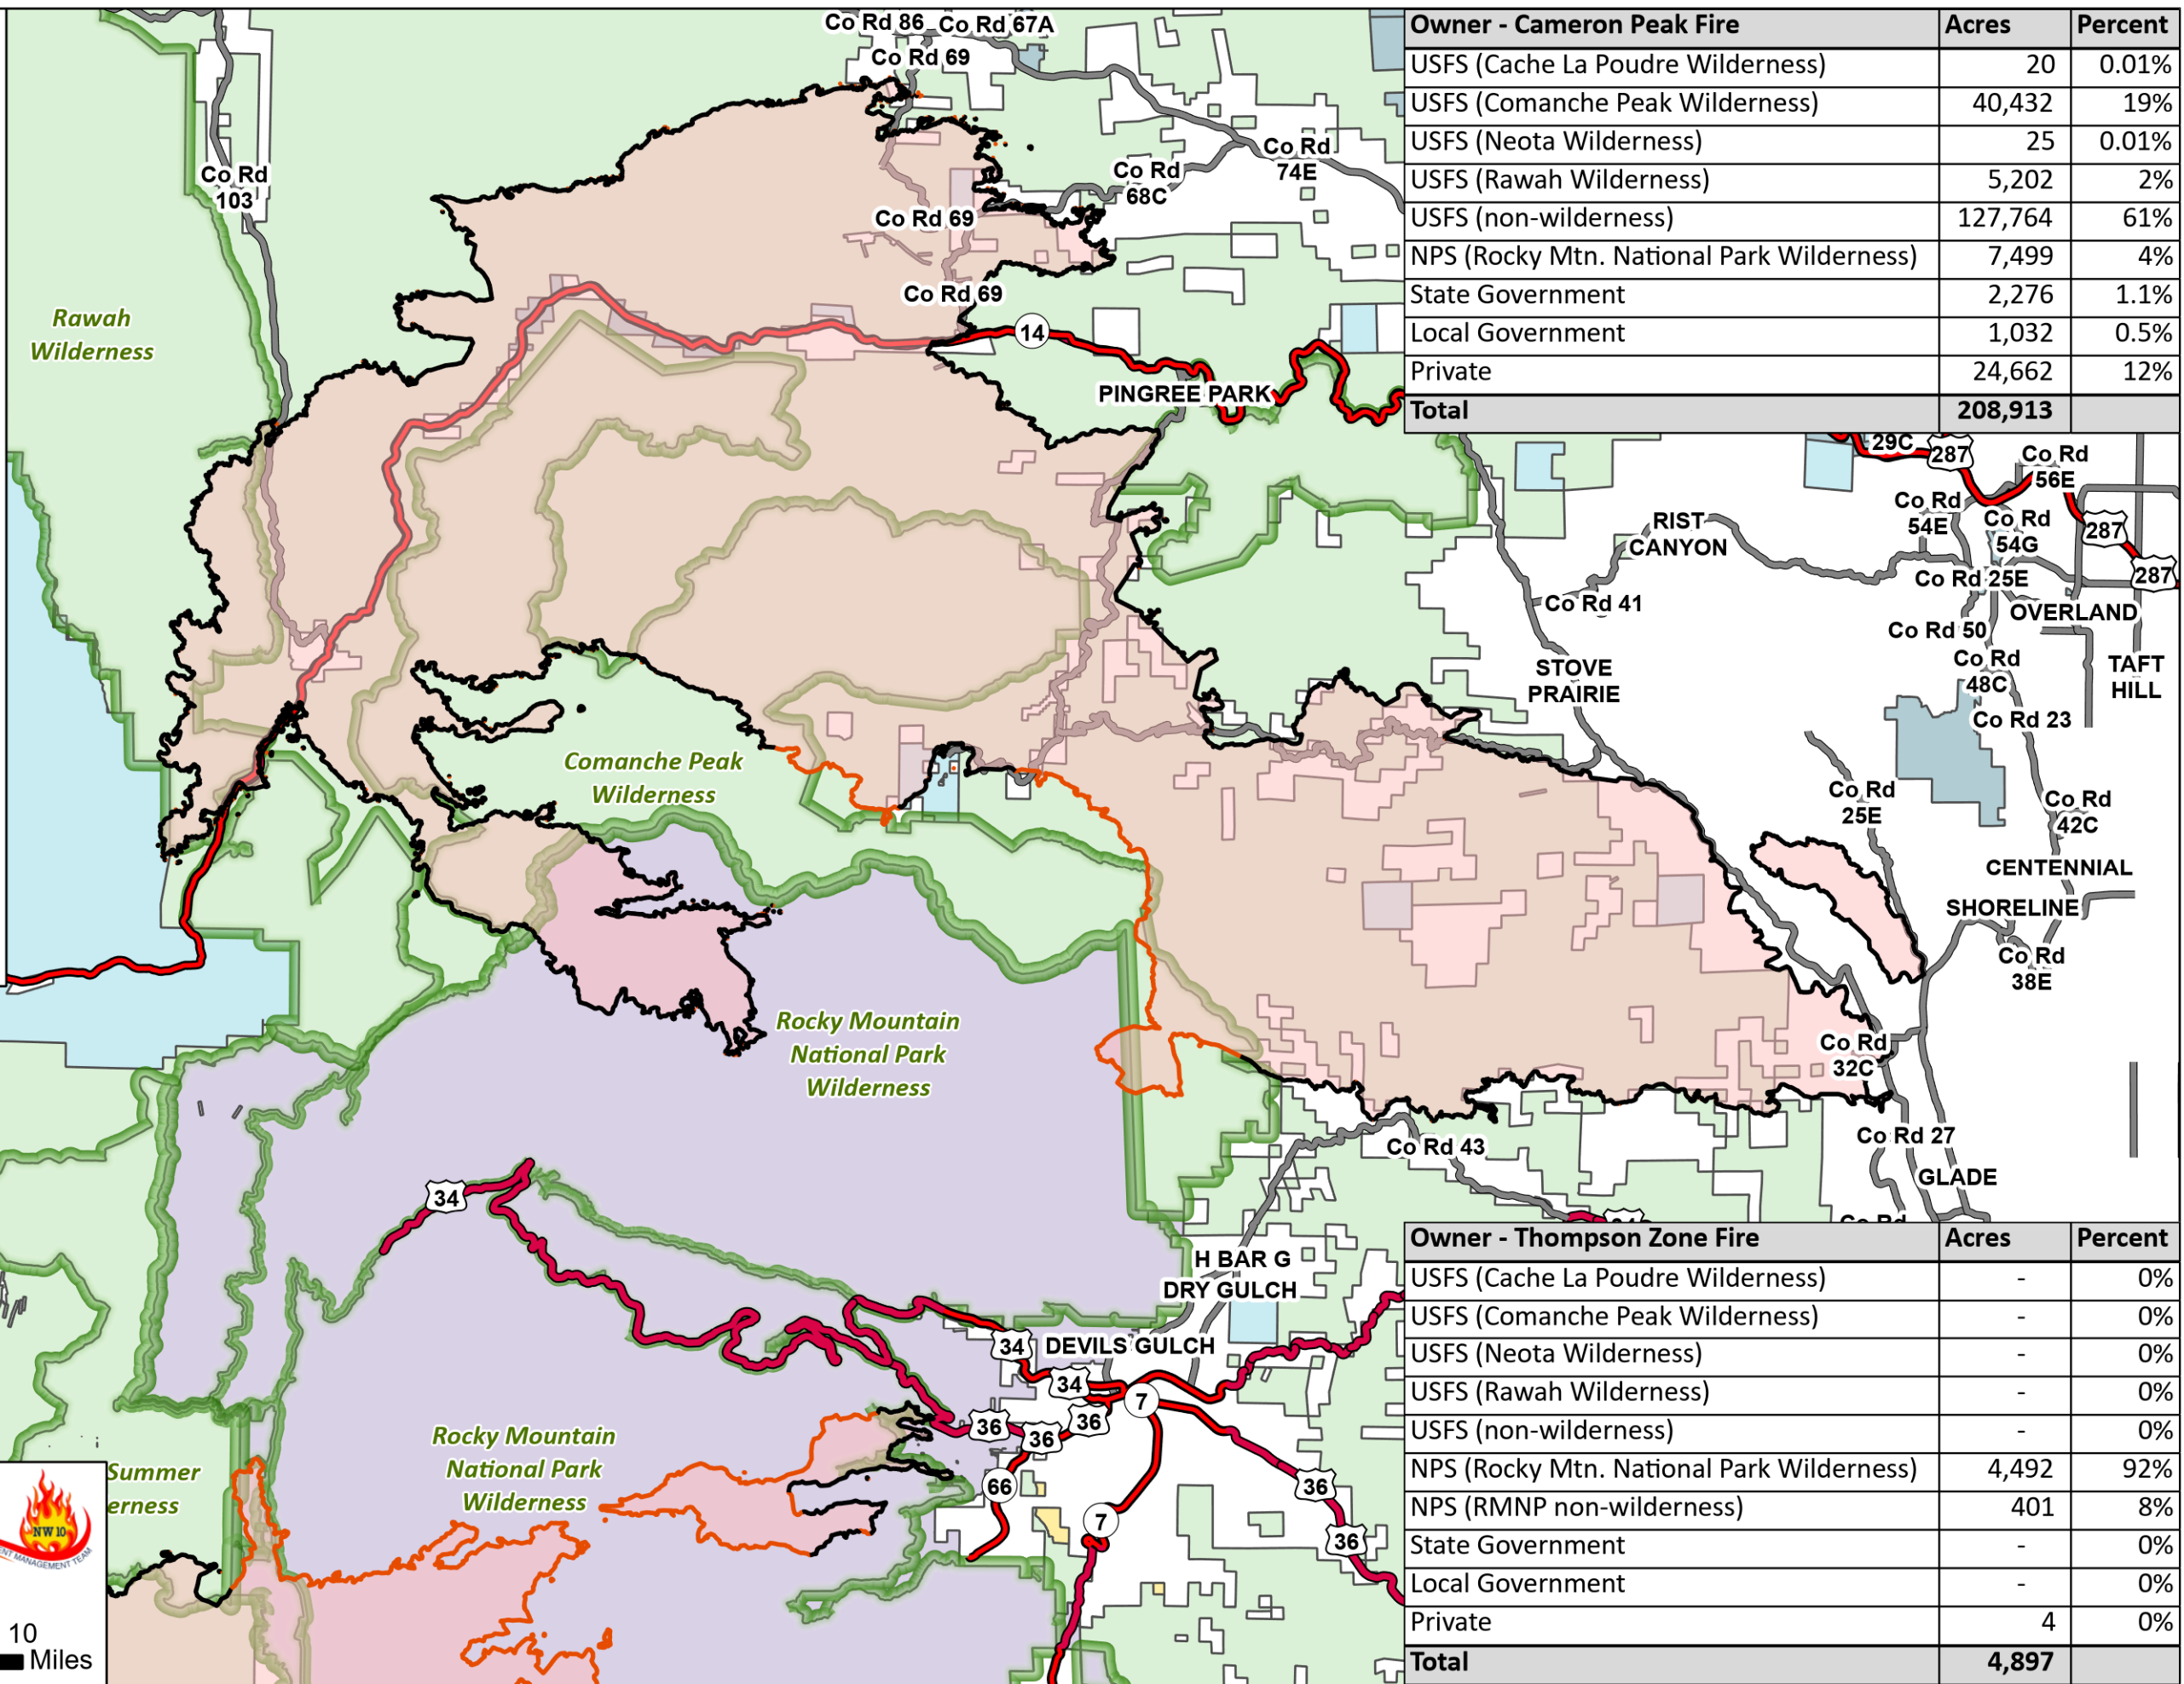 Co Rd 86 Co Rd 67A
Co Rd 69
Co Rd
103
Co Rd
74E
Co Rd
68C
Co Rd 69
Co Rd 69
14
PINGREE PARK
Rawah
Wilderness
Owner - Cameron Peak Fire Acres Percent
USFS (Cache La Poudre Wilderness) 20 0.01%
USFS (Comanche Peak Wilderness) 40,432 19%
USFS (Neota Wilderness) 25 0.01%
USFS (Rawah Wilderness) 5,202 2%
USFS (non-wilderness) 127,764 61%
NPS (Rocky Mtn. National Park Wilderness) 7,499 4%
State Government 2,276 1.1%
Local Government 1,032 0.5%
Private 24,662 12%
Total 208,913
29C
287
Co Rd
56E
Co Rd
54E
Co Rd
54G
287
287
RIST
CANYON
Co Rd 25E
Co Rd 41
OVERLAND
Co Rd 50
STOVE
PRAIRIE
Co Rd
48C
TAFT
HILL
Co Rd 23
Comanche Peak
Wilderness
Co Rd
25E
Co Rd
42C
CENTENNIAL
SHORELINE
Co Rd
38E
Rocky Mountain
National Park
Wilderness
Co Rd
32C
Co Rd 43
Co Rd 27
GLADE
34
H BAR G
DRY GULCH
DEVILS GULCH
34
34
7
36
36
36
66
7
36
36
Rocky Mountain
National Park
Wilderness
Summer
erness
NW 10
ENT MANAGEMENT TEAM
10
Miles
Owner - Thompson Zone Fire Acres Percent
USFS (Cache La Poudre Wilderness) - 0%
USFS (Comanche Peak Wilderness) - 0%
USFS (Neota Wilderness) - 0%
USFS (Rawah Wilderness) - 0%
USFS (non-wilderness) - 0%
NPS (Rocky Mtn. National Park Wilderness) 4,492 92%
NPS (RMNP non-wilderness) 401 8%
State Government - 0%
Local Government - 0%
Private 4 0%
Total 4,897